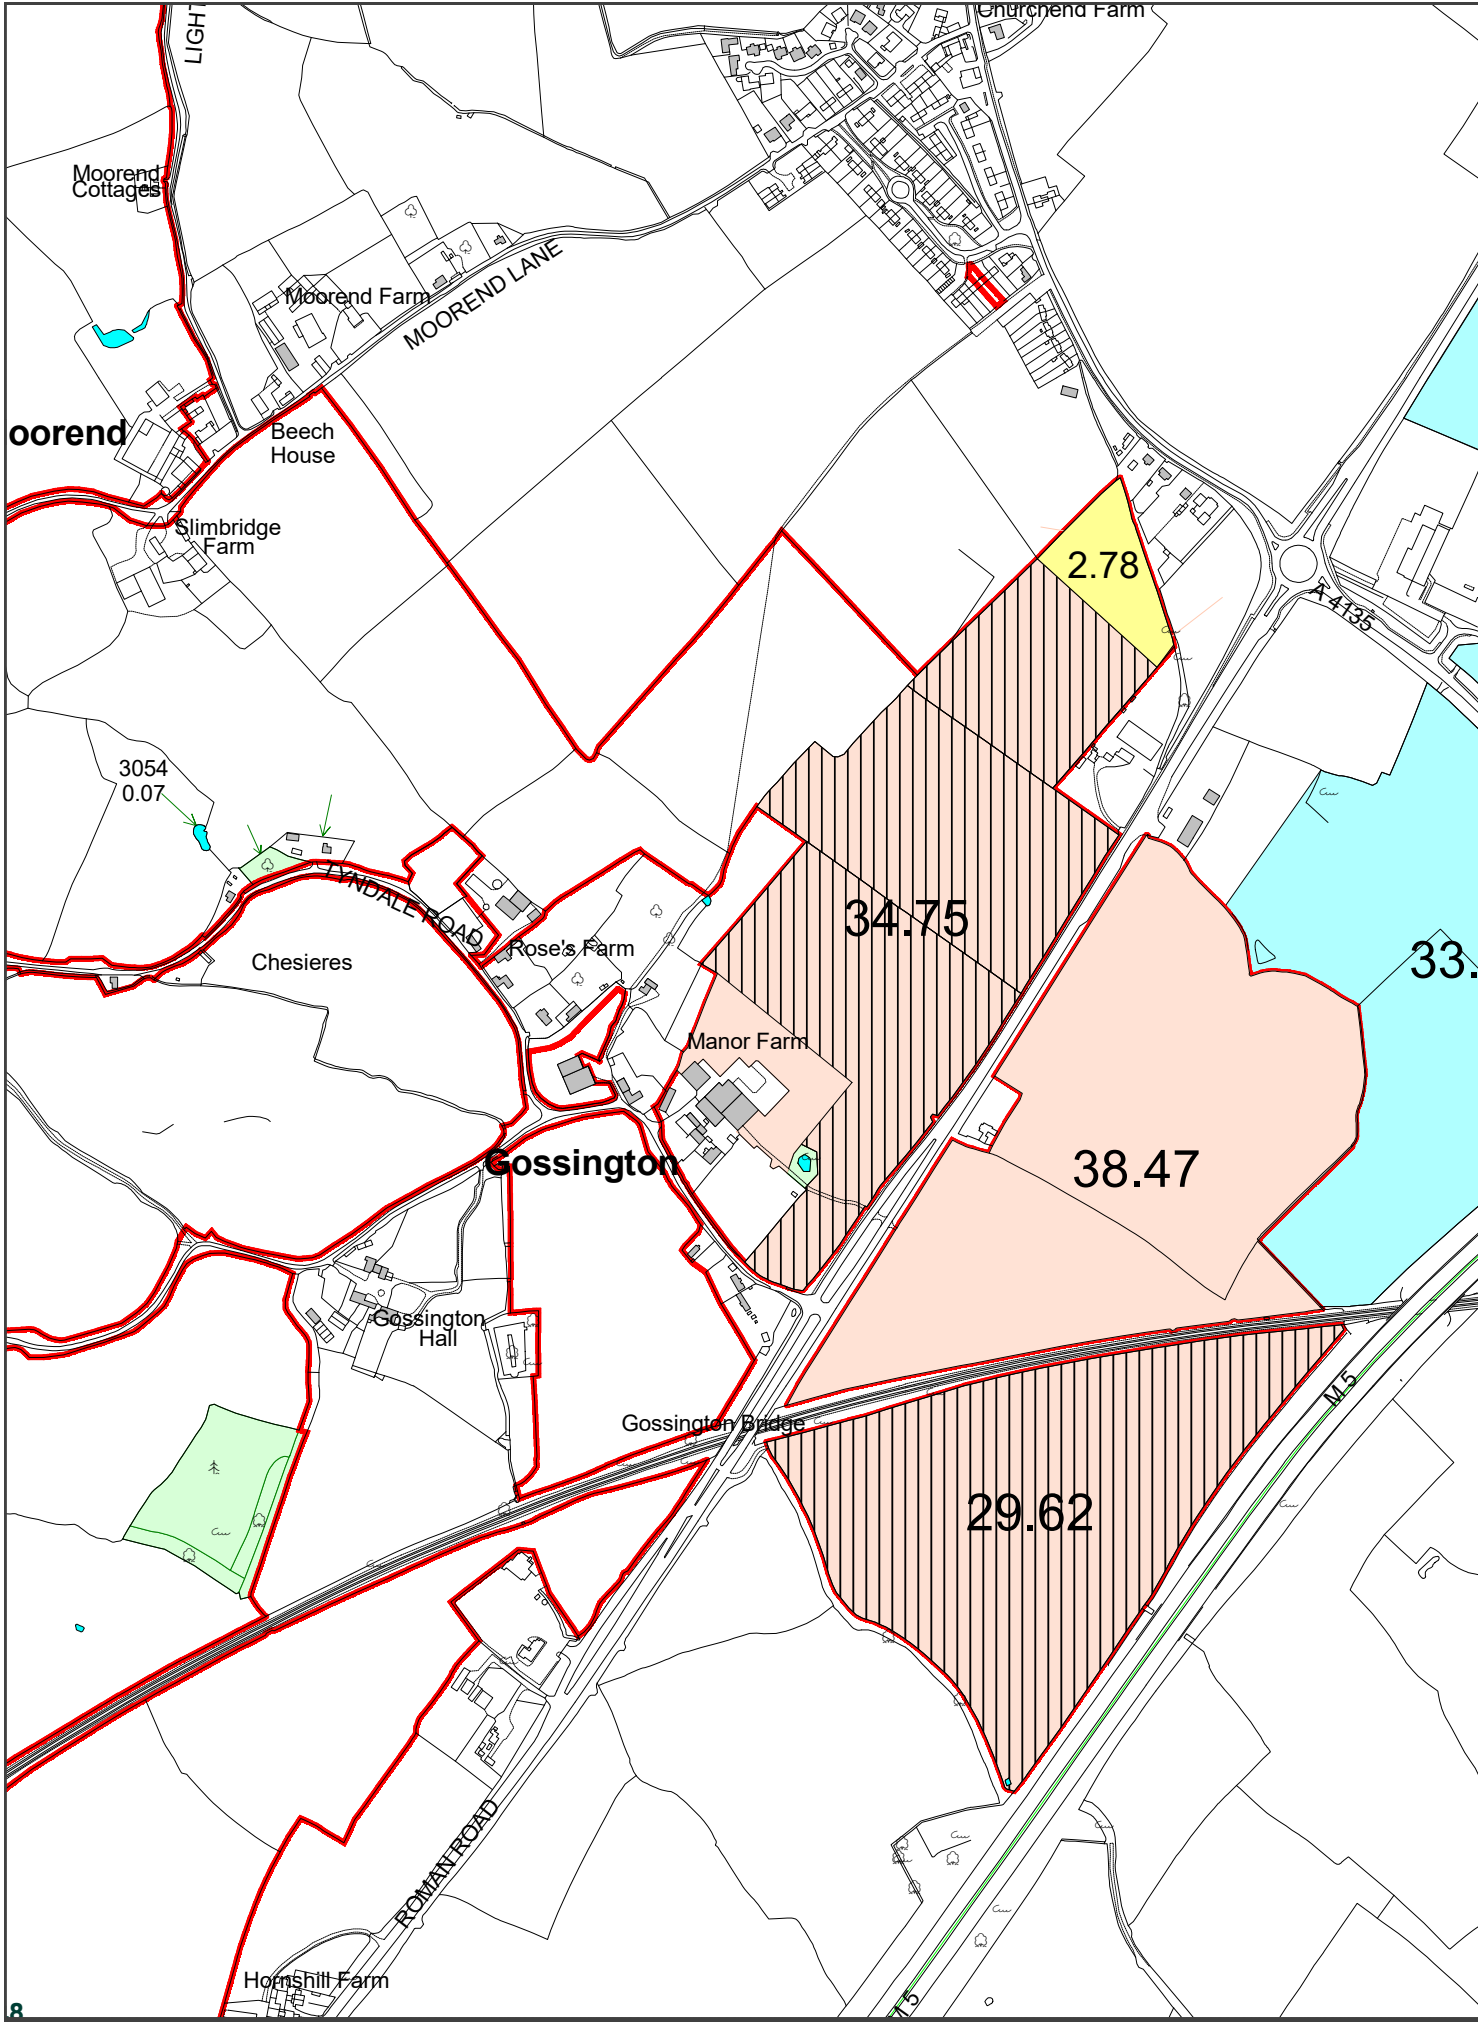 Churchend Farm
LIGHT
Moorend
Cottages
Moorend Farm
MOOREND LANE
oorend
Beech
House
Slimbridge
Farm
2.78
A 4135
3054
0.07
TYNDALE ROAD
34.75
Rose's Farm
Chesieres
33.
Manor Farm
Gossington
38.47
Gossington
Hall
M 5
Gossington Bridge
29.62
ROMAN ROAD
Hornshill Farm
M 5
8